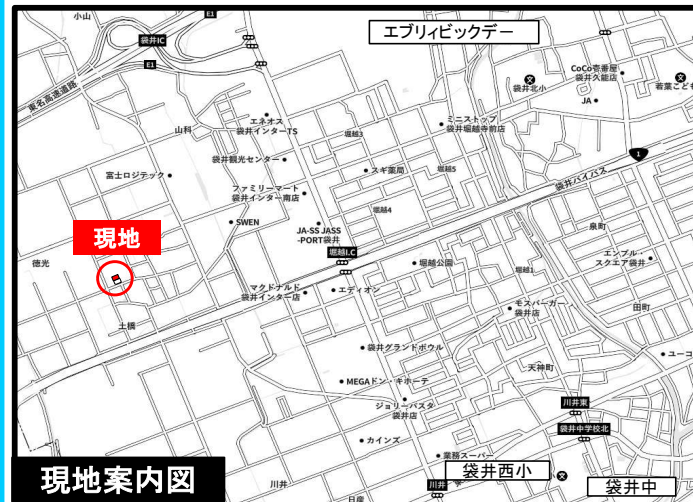 小山
E1
エブリィビックデー
袋井IC
E1
東名高速道路
CoCo壱番屋
袋井久能店
文
袋井北小
文
若葉こども
JA
エネオス
袋井インターTS
ミニストップ
袋井堀越寺前店
山科
堀越3
袋井観光センター
1
富士ロジテック
スギ薬局
堀越5
袋井バイパス
ファミリーマート
袋井インター南店
堀越4
SWEN
JA-SS JASS
-PORT袋井
泉町
現地
堀越I.C
エンブル・
スクエア袋井
徳光
堀越公園
堀越1
マクドナルド
袋井インター店
エディオン
モスバーガー
袋井店
田町
土橋
袋井グランドボウル
ユーコ
天神町
MEGAドン・キホーテ
ジョリーパスタ
袋井店
川井東
袋井中学校北
カインズ
業務スーパー
現地案内図
川井
川井
袋井西小
文
袋井中
日産